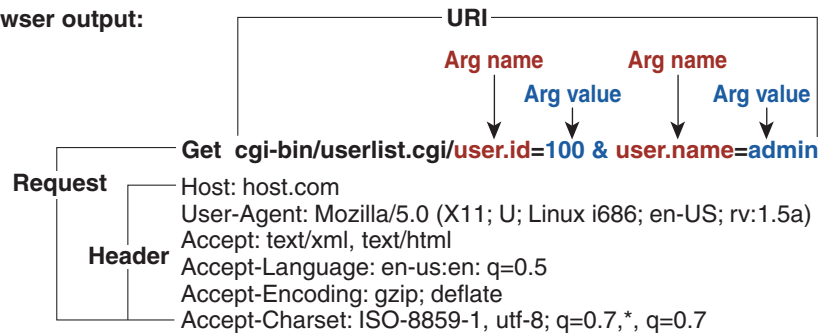 wser output:
URI
Arg name Arg name
Arg value Arg value
Get cgi-bin/userlist.cgi/user.id=100 & user.name=admin
Request
Host: host.com
User-Agent: Mozilla/5.0 (X11; U; Linux i686; en-US; rv:1.5a)
Accept: text/xml, text/html
Header
Accept-Language: en-us:en: q=0.5
Accept-Encoding: gzip; deflate
Accept-Charset: ISO-8859-1, utf-8; q=0.7,*, q=0.7